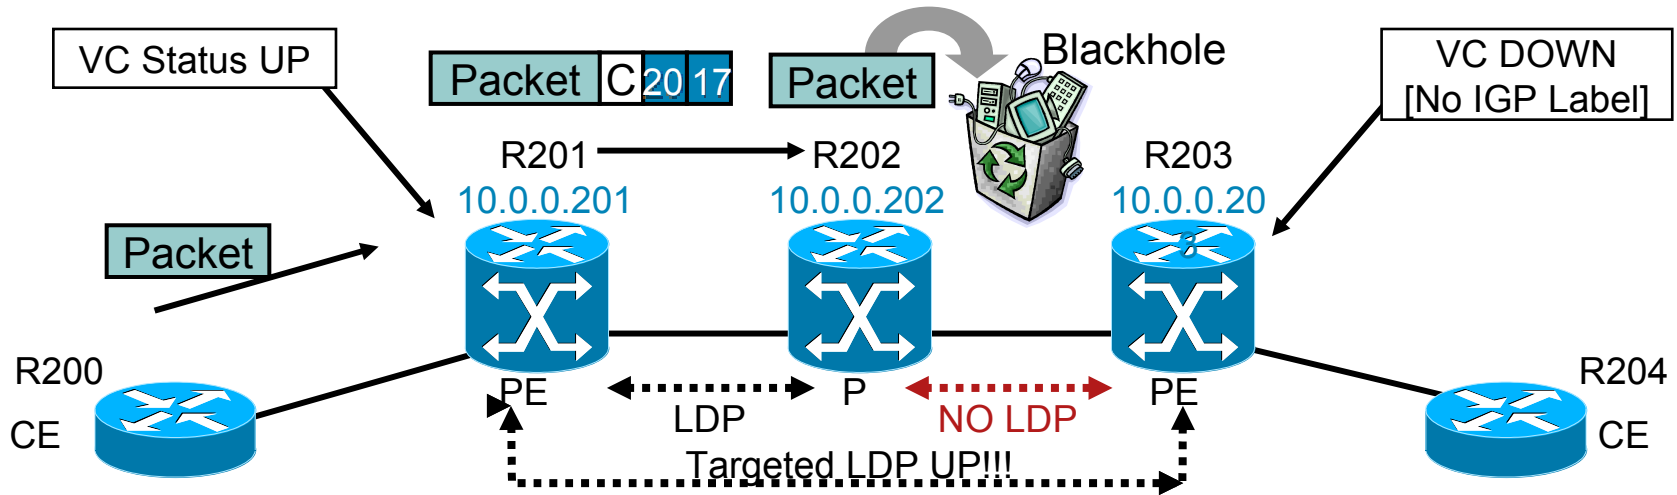 VC Status UP
Packet C 20 17
Packet
Blackhole
VC DOWN
[No IGP Label]
R201
R202
R203
10.0.0.201
10.0.0.202
10.0.0.20
3
Packet
R200
CE
PE
P
PE
R204
CE
LDP
NO LDP
Targeted LDP UP!!!